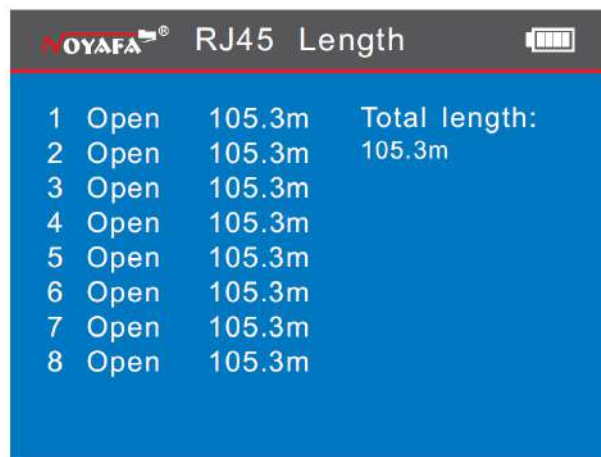 NOYAFA® RJ45 Length
1 Open 105.3m Total length:
2 Open 105.3m 105.3m
3 Open 105.3m
4 Open 105.3m
5 Open 105.3m
6 Open 105.3m
7 Open 105.3m
8 Open 105.3m